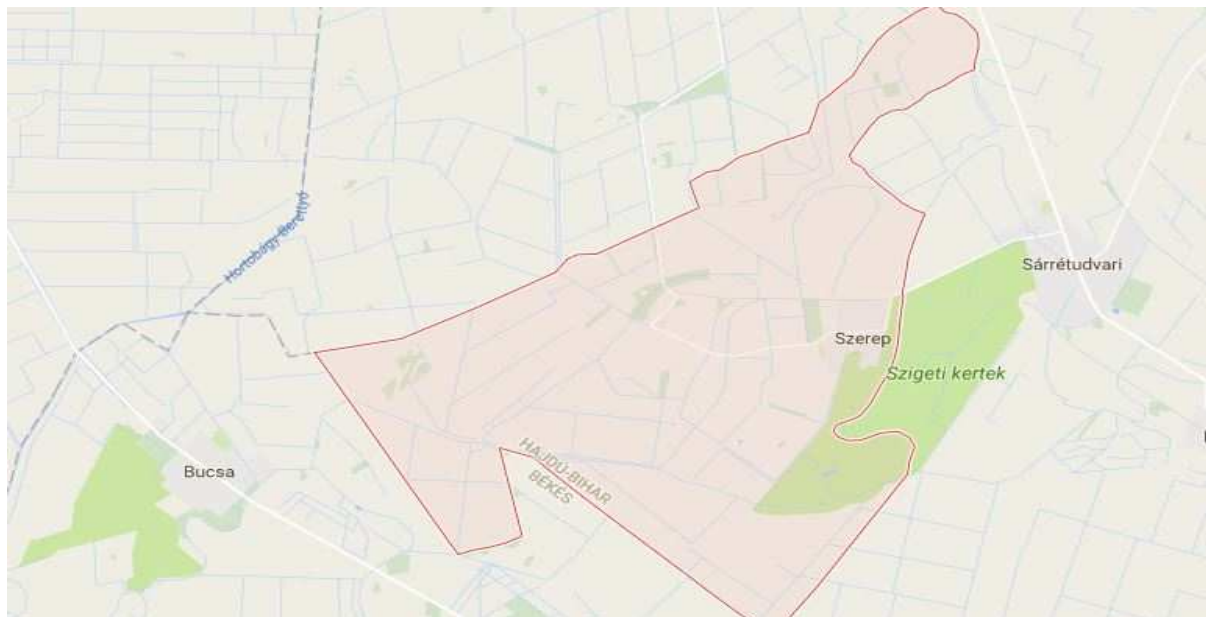 Hortobágy-Berettyó
Sárrétudvari
Szerep
Szigeti kertek
HAJDÚ-BIHAR
BÉKÉS
Bucsa